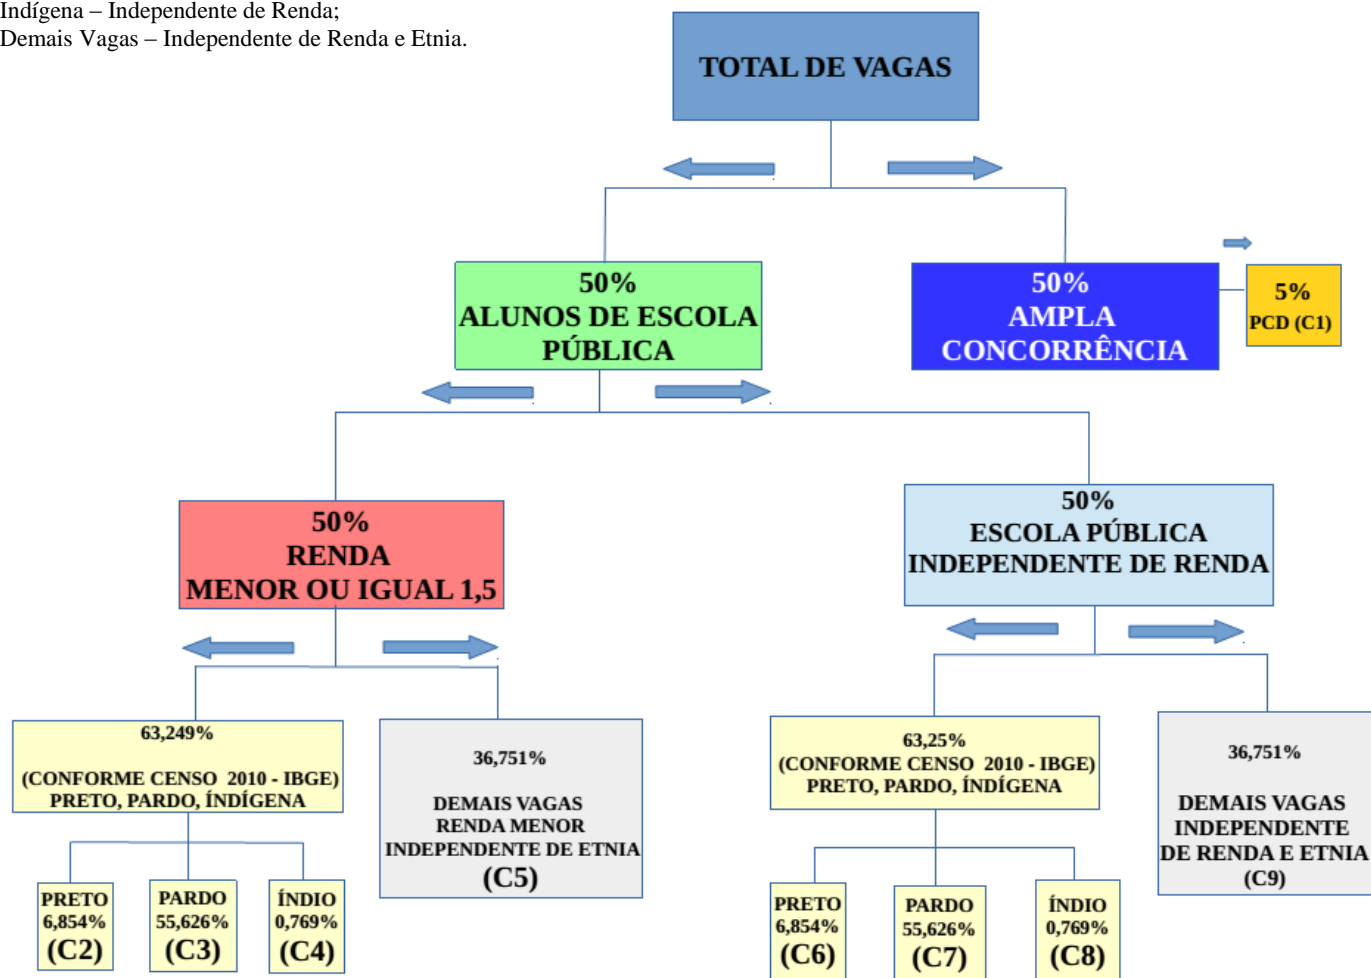 Indígena – Independente de Renda;
Demais Vagas – Independente de Renda e Etnia.
TOTAL DE VAGAS
50%
ALUNOS DE ESCOLA
PÚBLICA
50%
AMPLA
CONCORRÊNCIA
5%
PCD (C1)
50%
RENDA
MENOR OU IGUAL 1,5
50%
ESCOLA PÚBLICA
INDEPENDENTE DE RENDA
63,249%
(CONFORME CENSO 2010 - IBGE)
PRETO, PARDO, ÍNDÍGENA
36,751%
DEMAIS VAGAS
RENDA MENOR
INDEPENDENTE DE ETNIA
(C5)
63,25%
(CONFORME CENSO 2010 - IBGE)
PRETO, PARDO, ÍNDÍGENA
36,751%
DEMAIS VAGAS
INDEPENDENTE
DE RENDA E ETNIA
(C9)
PRETO
6,854%
(C2)
PARDO
55,626%
(C3)
ÍNDIO
0,769%
(C4)
PRETO
6,854%
(C6)
PARDO
55,626%
(C7)
ÍNDIO
0,769%
(C8)